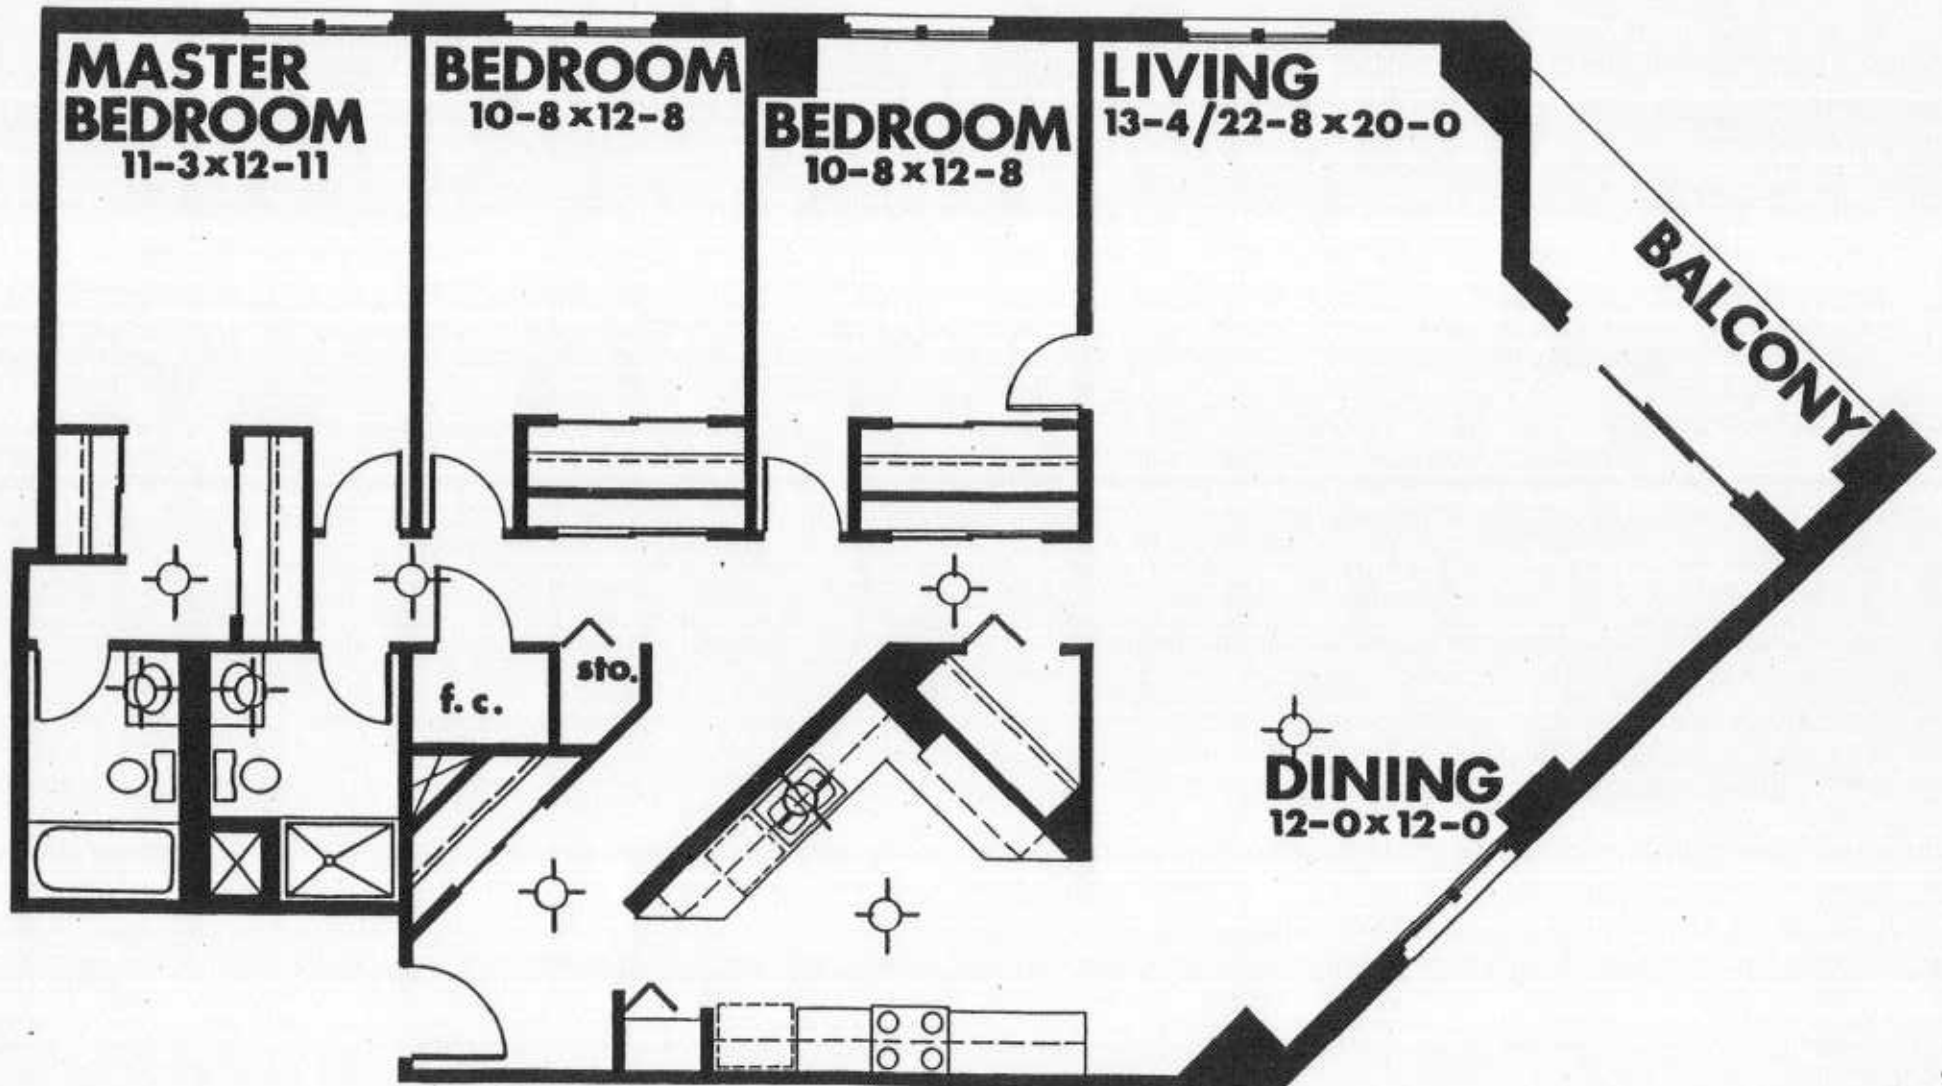 MASTER
BEDROOM
11-3x12-11
BEDROOM
10-8x12-8
BEDROOM
10-8x12-8
LIVING
13-4/22-8x20-0
BALCONY
sto.
f. c.
DINING
12-0x12-0